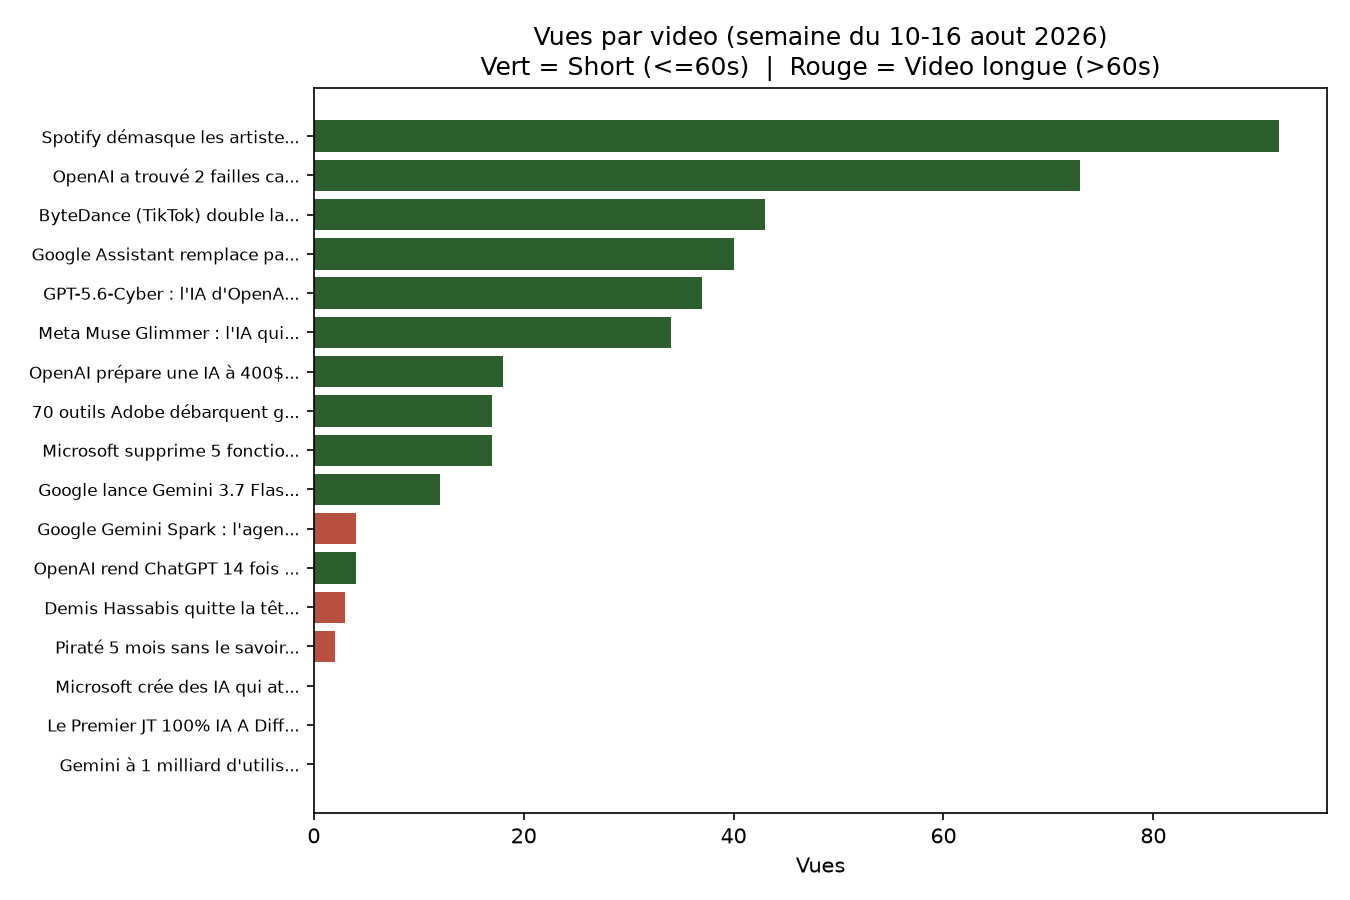 Vues par video (semaine du 10-16 aout 2026)
Vert = Short (<=60s)  |  Rouge = Video longue (>60s)
Spotify démasque les artiste...
OpenAI a trouvé 2 failles ca...
ByteDance (TikTok) double la...
Google Assistant remplace pa...
GPT-5.6-Cyber : l'IA d'OpenA...
Meta Muse Glimmer : l'IA qui...
OpenAI prépare une IA à 400$...
70 outils Adobe débarquent g...
Microsoft supprime 5 fonctio...
Google lance Gemini 3.7 Flas...
Google Gemini Spark : l'agen...
OpenAI rend ChatGPT 14 fois ...
Demis Hassabis quitte la têt...
Piraté 5 mois sans le savoir...
Microsoft crée des IA qui at...
Le Premier JT 100% IA A Diff...
Gemini à 1 milliard d'utilis...
0 20 40 60 80
Vues